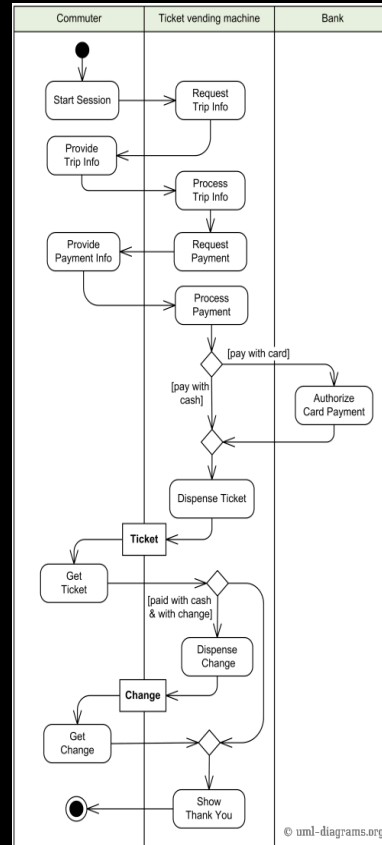 Commuter
Ticket vending machine
Bank
Start Session
Request
Trip Info
Provide
Trip Info
Process
Trip Info
Provide
Payment Info
Request
Payment
Process
Payment
[pay with card]
[pay with
cash]
Authorize
Card Payment
Dispense Ticket
Ticket
Get
Ticket
[paid with cash
& with change]
Dispense
Change
Change
Get
Change
Show
Thank You
© uml-diagrams.org